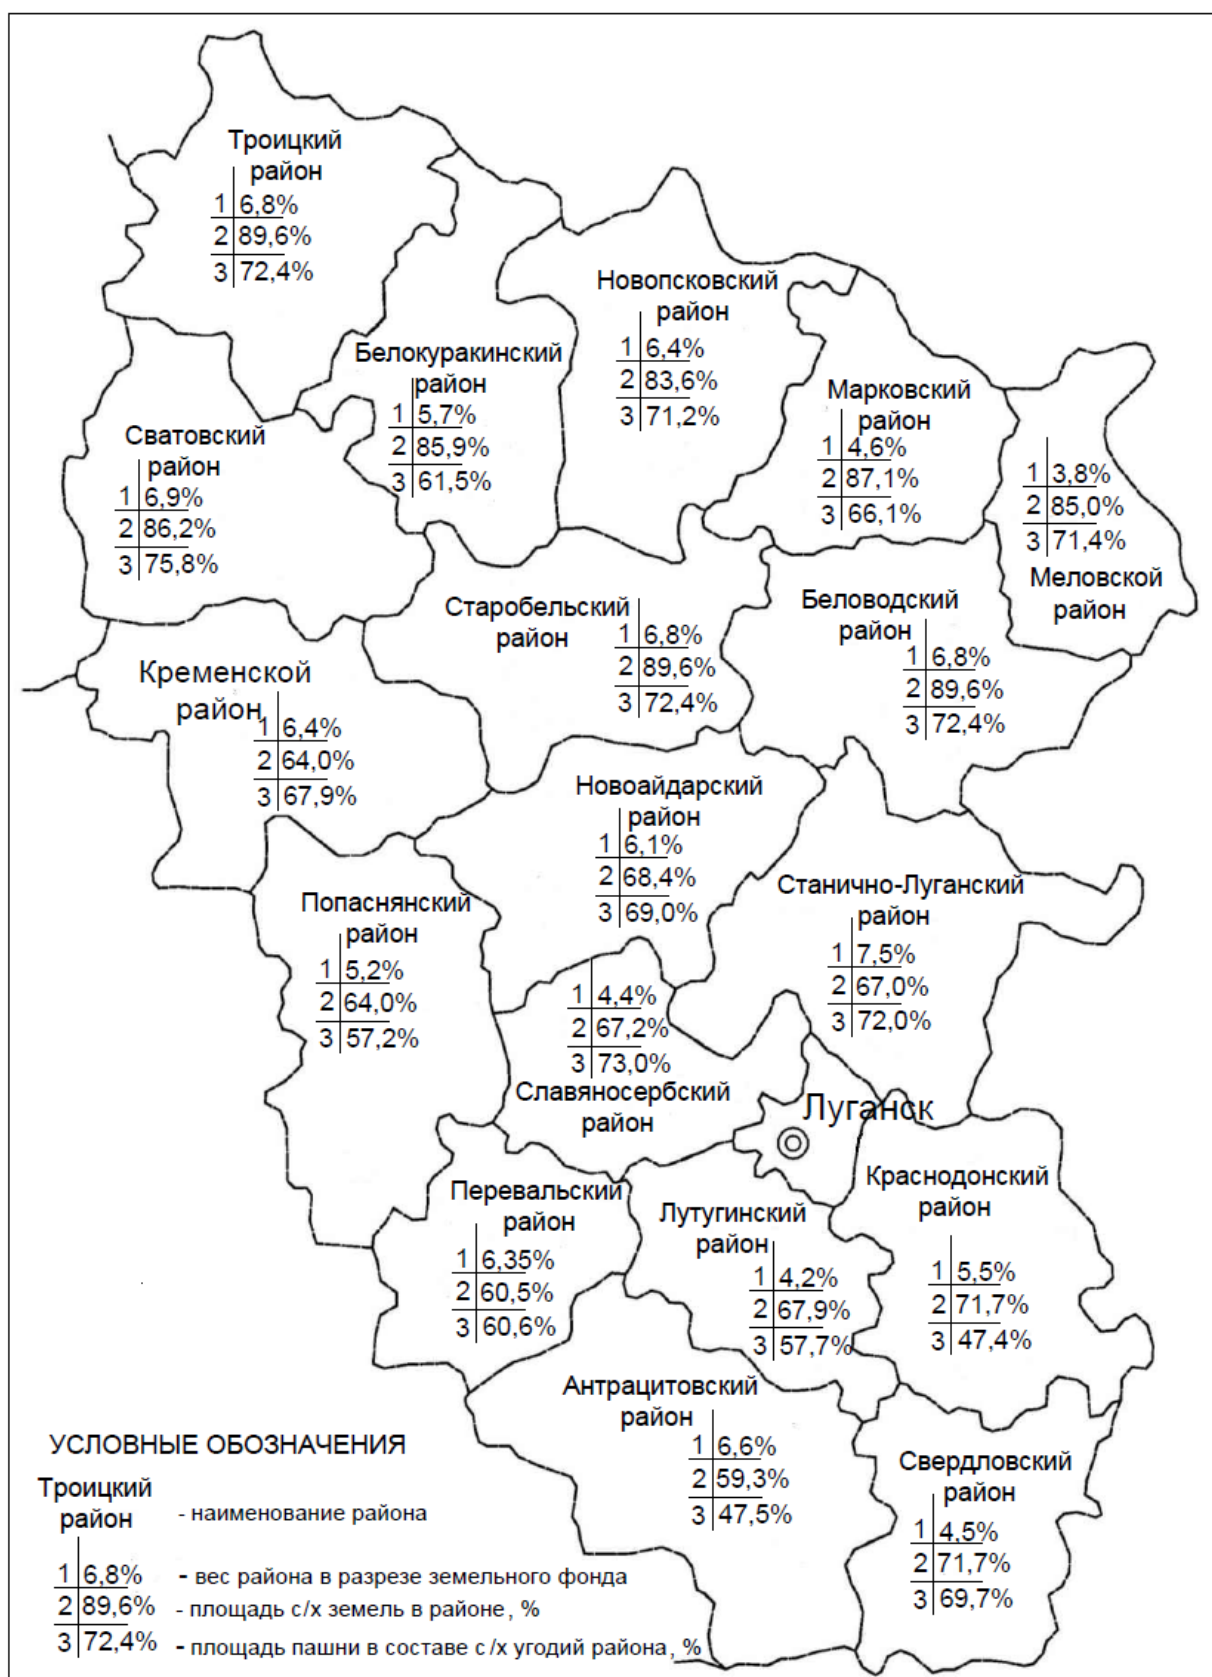 Троицкий
район
1 6,8%
2 89,6%
3 72,4%
Новопсковский
район
1 6,4%
2 83,6%
3 71,2%
Белокуракинский
район
1 5,7%
2 85,9%
3 61,5%
Марковский
район
1 4,6%
2 87,1%
3 66,1%
Сватовский
район
1 6,9%
2 86,2%
3 75,8%
1 3,8%
2 85,0%
3 71,4%
Меловской
район
Старобельский
район
1 6,8%
2 89,6%
3 72,4%
Беловодский
район
1 6,8%
2 89,6%
3 72,4%
Кременской
район
1 6,4%
2 64,0%
3 67,9%
Новоайдарский
район
1 6,1%
2 68,4%
3 69,0%
Станично-Луганский
район
1 7,5%
2 67,0%
3 72,0%
Попаснянский
район
1 5,2%
2 64,0%
3 57,2%
1 4,4%
2 67,2%
3 73,0%
Славяносербский
район
Луганск
Краснодонский
район
1 5,5%
2 71,7%
3 47,4%
Перевальский
район
1 6,35%
2 60,5%
3 60,6%
Лутугинский
район
1 4,2%
2 67,9%
3 57,7%
Антрацитовский
район
1 6,6%
2 59,3%
3 47,5%
Свердловский
район
1 4,5%
2 71,7%
3 69,7%
УСЛОВНЫЕ ОБОЗНАЧЕНИЯ
Троицкий
район - наименование района
1 6,8% - вес района в разрезе земельного фонда
2 89,6% - площадь с/х земель в районе, %
3 72,4% - площадь пашни в составе с/х угодий района, %